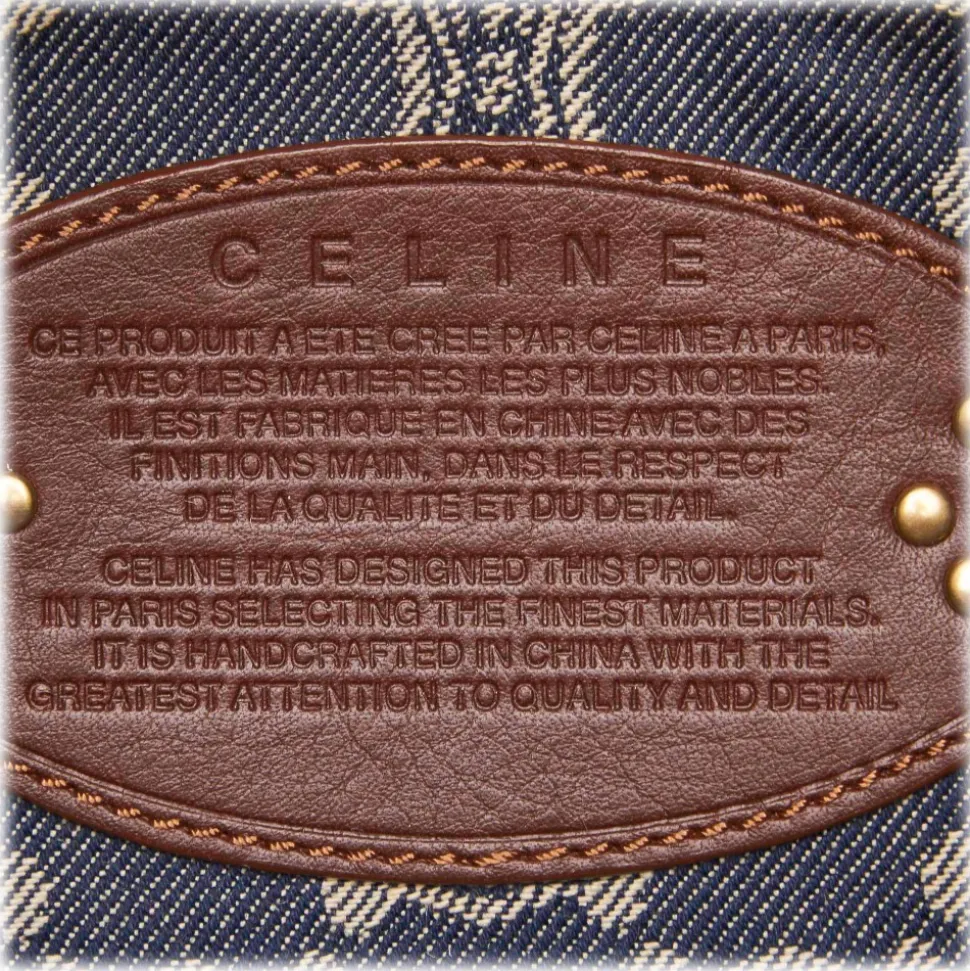 CELINE
CE PRODUIT A ETE CREE PAR CELINE A PARIS,
AVEC LES MATIERES LES PLUS NOBLES.
IL EST FABRIQUE EN CHINE AVEC DES
FINITIONS MAIN, DANS LE RESPECT
DE LA QUALITE ET DU DETAIL.
CELINE HAS DESIGNED THIS PRODUCT
IN PARIS SELECTING THE FINEST MATERIALS.
IT IS HANDCRAFTED IN CHINA WITH THE
GREATEST ATTENTION TO QUALITY AND DETAIL